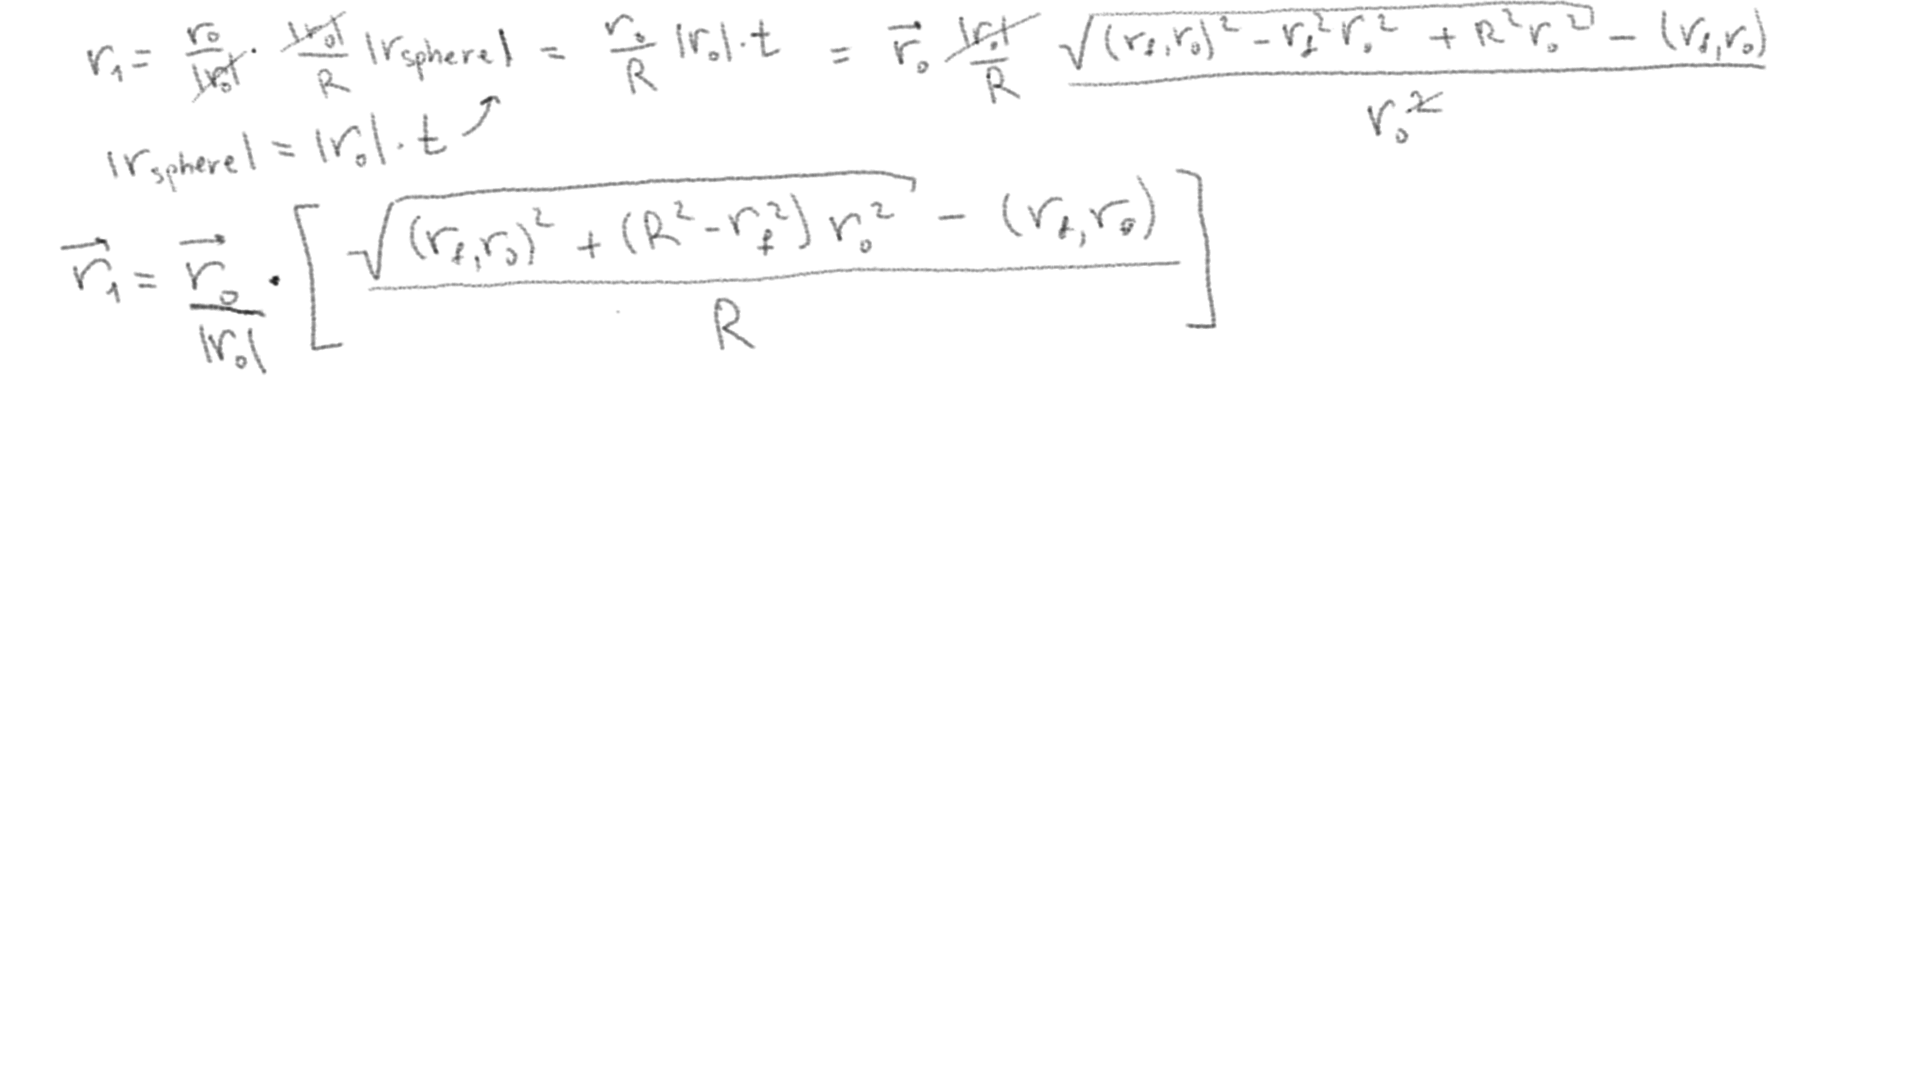 r₁ = r₀/|r₀| · |r₀|/R |r_sphere| = r₀/R |r₀| · t = r⃗₀ |r₀|/R (√((r_f,r₀)² - r_f² r₀² + R² r₀²) - (r_f,r₀))/r₀²
|r_sphere| = |r₀| · t ↗
r⃗₁ = r⃗₀/|r₀| · [(√((r_f,r₀)² + (R² - r_f²) r₀²) - (r_f,r₀))/R]